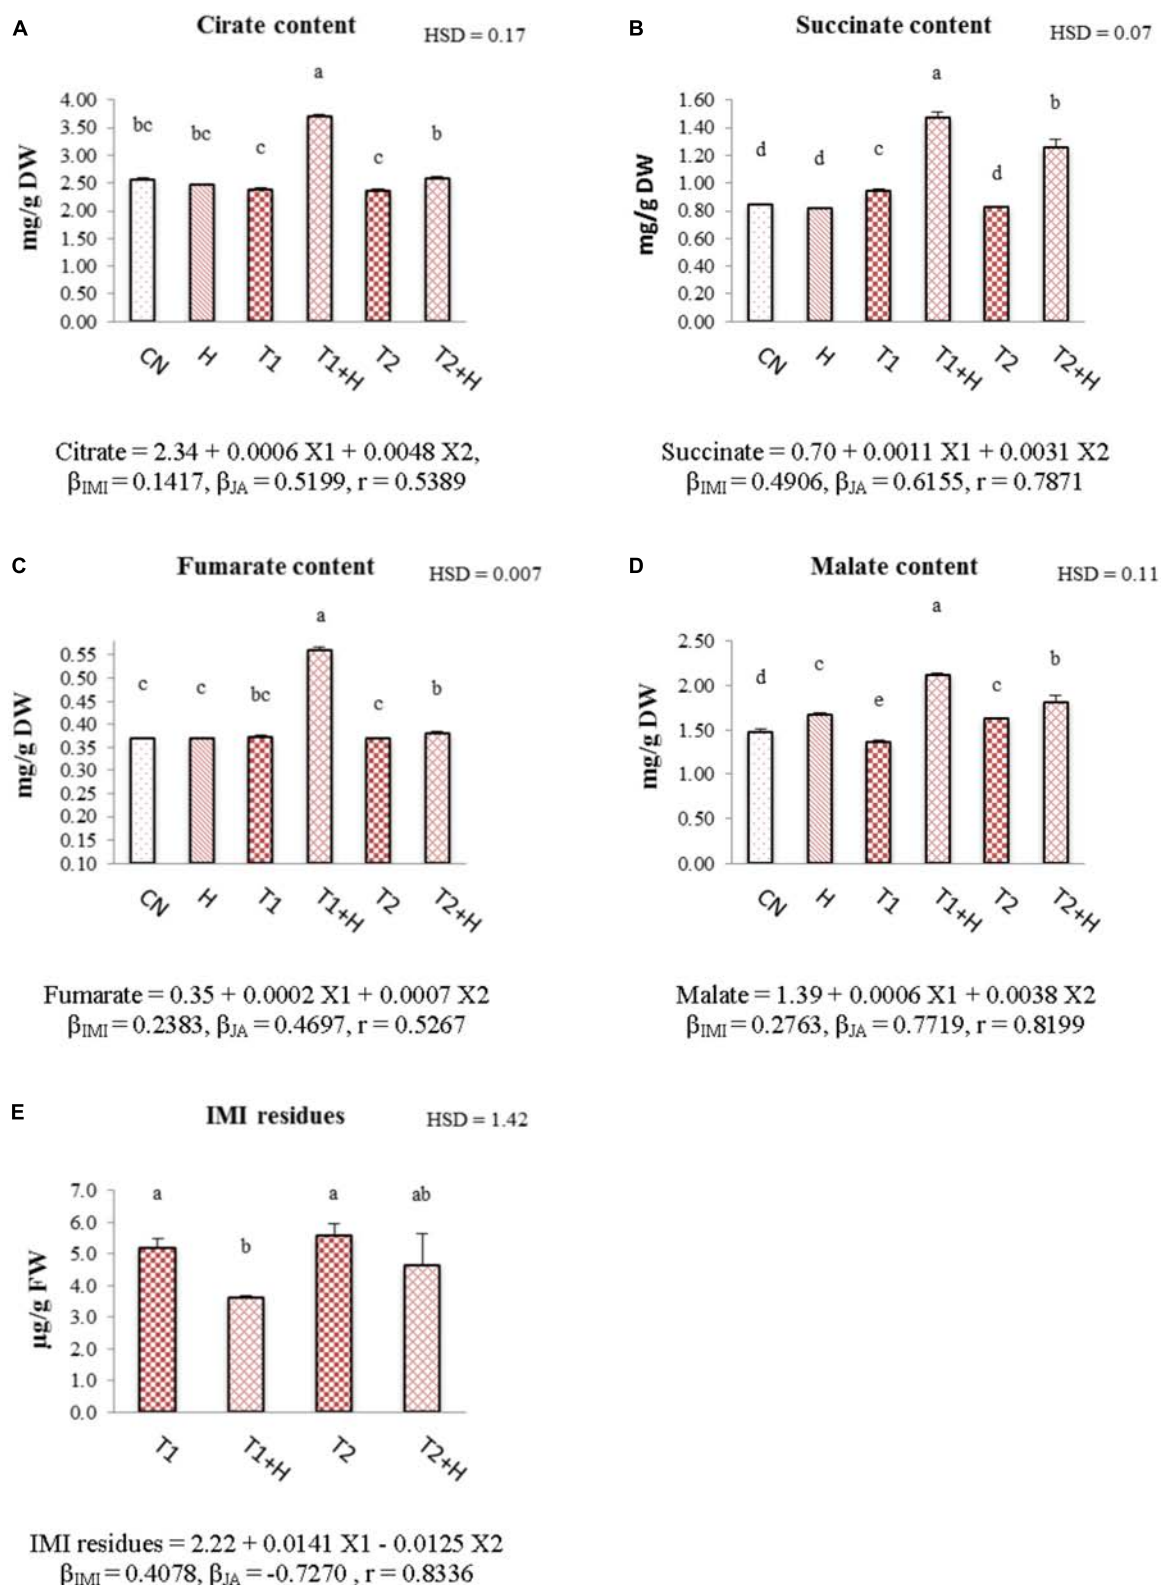 A
Cirate content
HSD = 0.17
a
bc
bc
c
c
b
4.00
3.50
3.00
2.50
2.00
1.50
1.00
0.50
0.00
mg/g DW
CN
H
T1
T1+H
T2
T2+H
Citrate = 2.34 + 0.0006 X1 + 0.0048 X2,
βIMI = 0.1417, βJA = 0.5199, r = 0.5389
B
Succinate content
HSD = 0.07
a
b
d
d
c
d
1.60
1.40
1.20
1.00
0.80
0.60
0.40
0.20
0.00
mg/g DW
CN
H
T1
T1+H
T2
T2+H
Succinate = 0.70 + 0.0011 X1 + 0.0031 X2
βIMI = 0.4906, βJA = 0.6155, r = 0.7871
C
Fumarate content
HSD = 0.007
a
c
c
bc
c
b
0.55
0.50
0.45
0.40
0.35
0.30
0.25
0.20
0.15
0.10
mg/g DW
CN
H
T1
T1+H
T2
T2+H
Fumarate = 0.35 + 0.0002 X1 + 0.0007 X2
βIMI = 0.2383, βJA = 0.4697, r = 0.5267
D
Malate content
HSD = 0.11
a
d
c
e
c
b
2.50
2.00
1.50
1.00
0.50
0.00
mg/g DW
CN
H
T1
T1+H
T2
T2+H
Malate = 1.39 + 0.0006 X1 + 0.0038 X2
βIMI = 0.2763, βJA = 0.7719, r = 0.8199
E
IMI residues
HSD = 1.42
a
b
a
ab
7.0
6.0
5.0
4.0
3.0
2.0
1.0
0.0
µg/g FW
T1
T1+H
T2
T2+H
IMI residues = 2.22 + 0.0141 X1 - 0.0125 X2
βIMI = 0.4078, βJA = -0.7270 , r = 0.8336